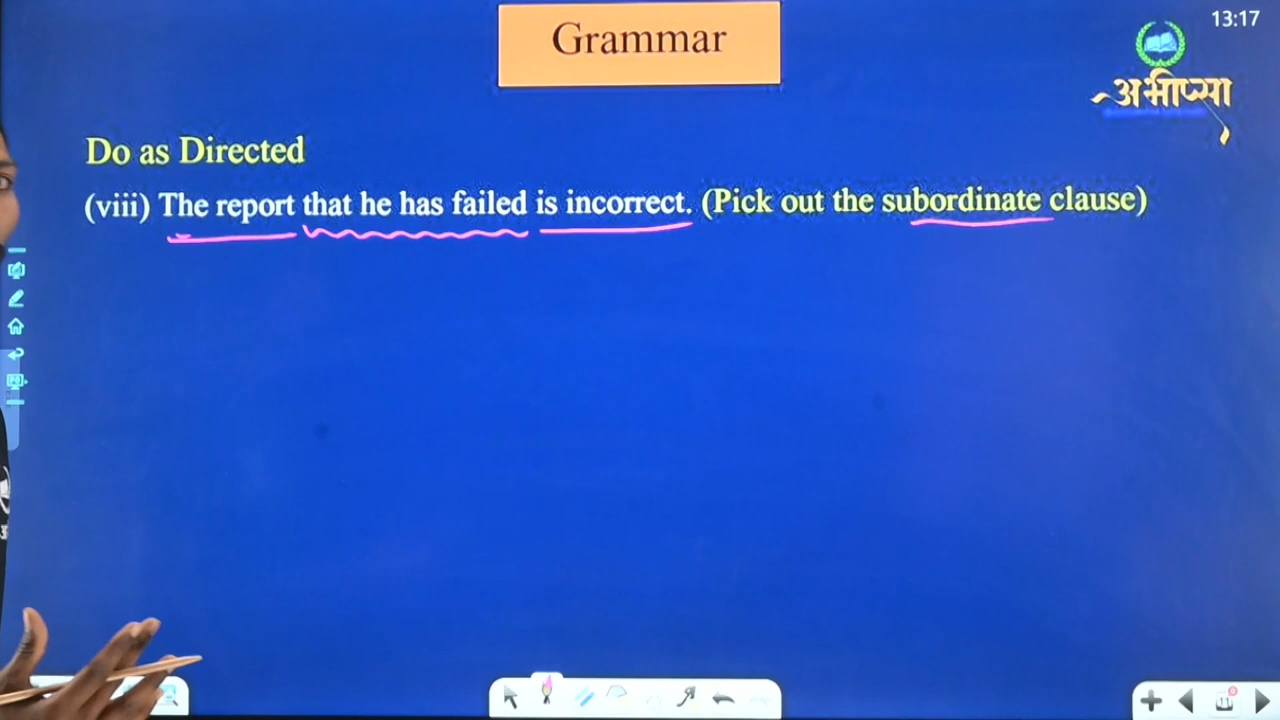 Grammar
13:17
अभीप्सा
Do as Directed
(viii) The report that he has failed is incorrect. (Pick out the subordinate clause)
11